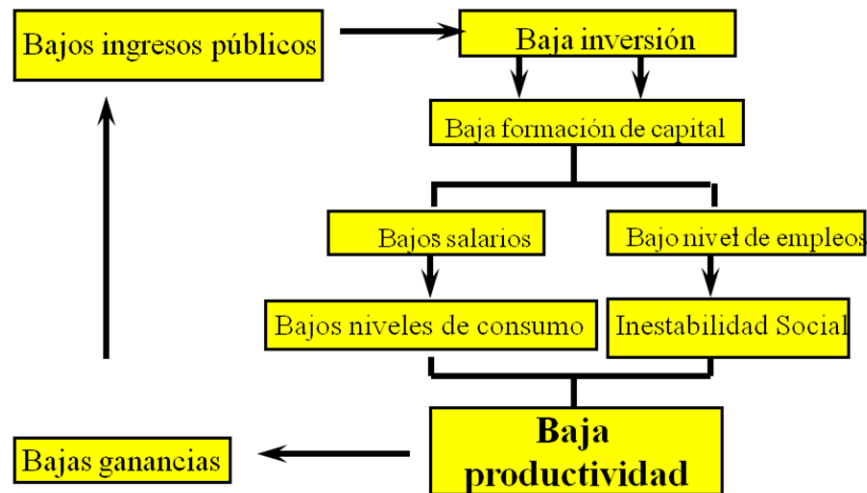 Bajos ingresos públicos
Baja inversión
Baja formación de capital
Bajos salarios
Bajo nivel de empleos
Bajos niveles de consumo
Inestabilidad Social
Baja
productividad
Bajas ganancias